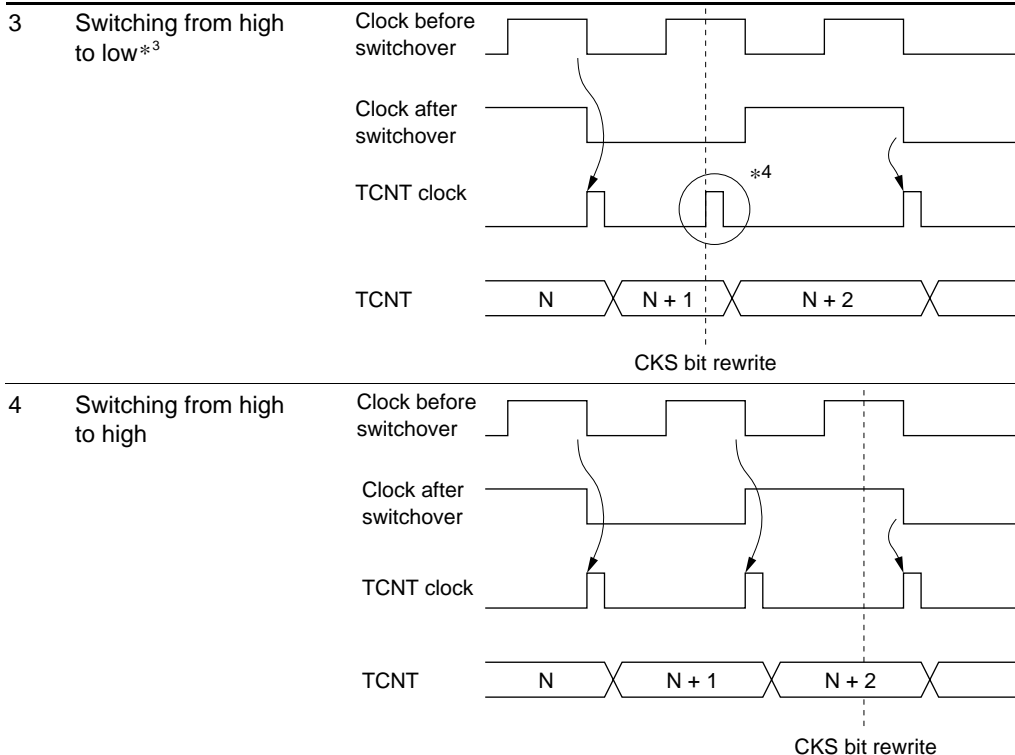 3 Switching from high to low*3
Clock before switchover
Clock after switchover
TCNT clock
*4
TCNT
N
N + 1
N + 2
CKS bit rewrite
4 Switching from high to high
Clock before switchover
Clock after switchover
TCNT clock
TCNT
N
N + 1
N + 2
CKS bit rewrite